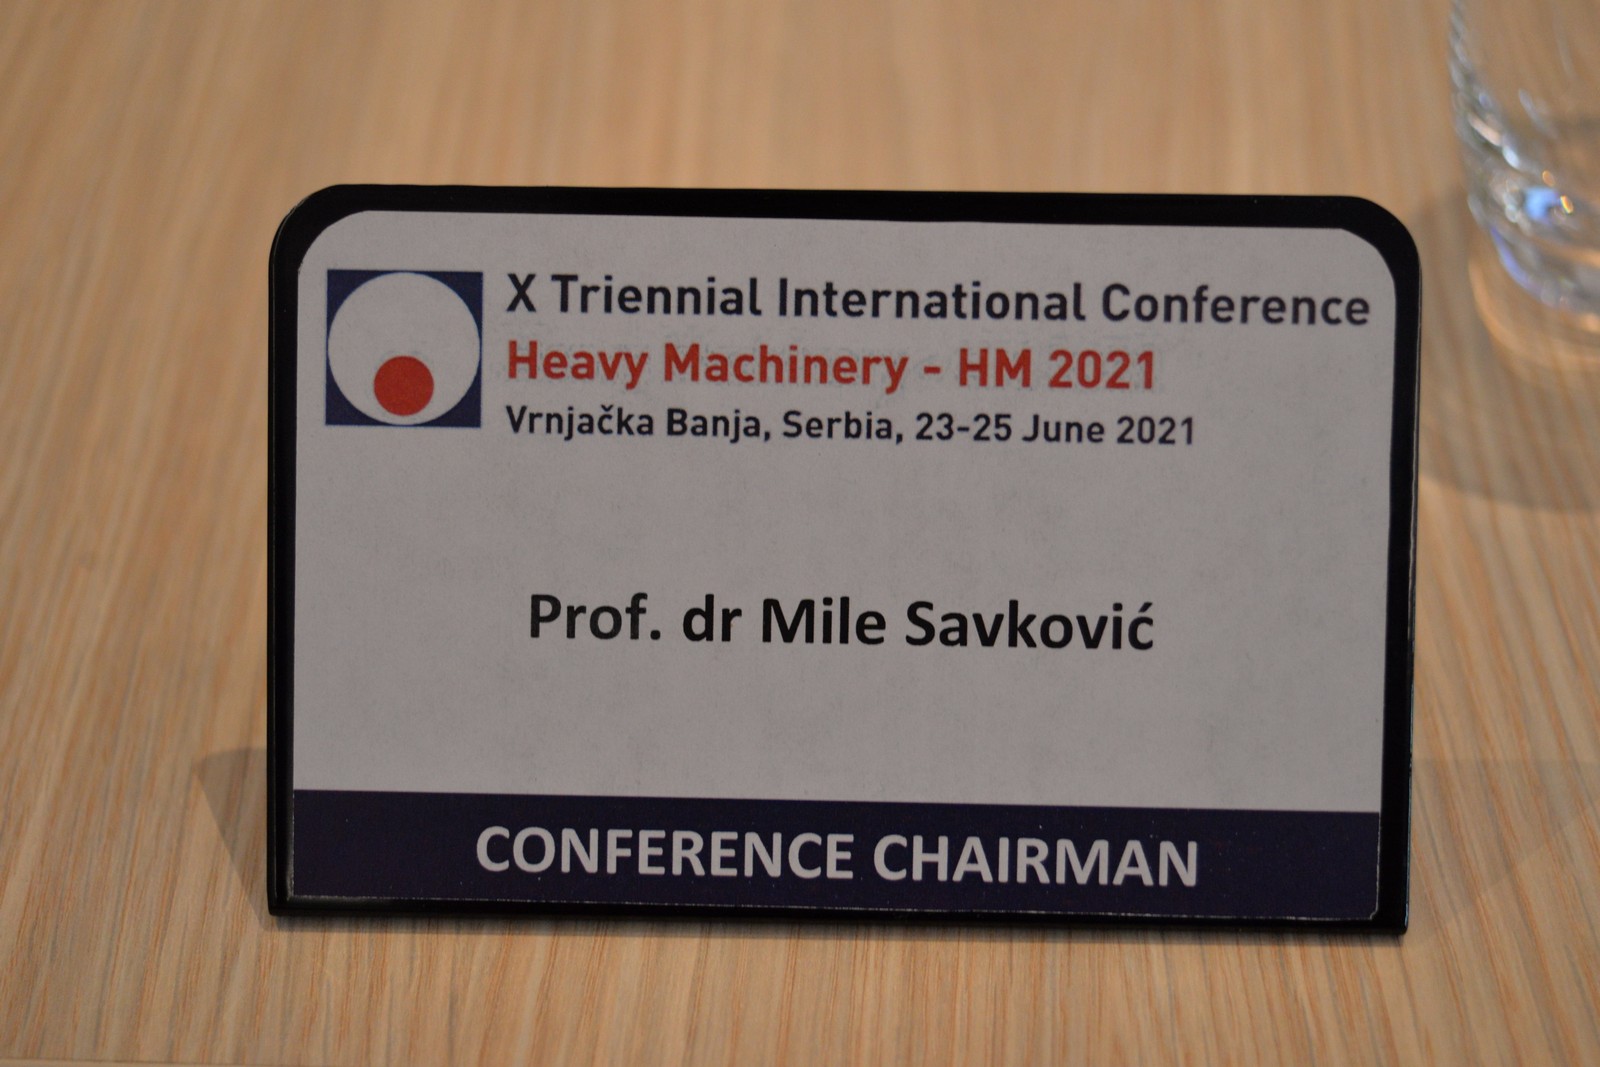 X Triennial International Conference
Heavy Machinery - HM 2021
Vrnjačka Banja, Serbia, 23-25 June 2021
Prof. dr Mile Savković
CONFERENCE CHAIRMAN